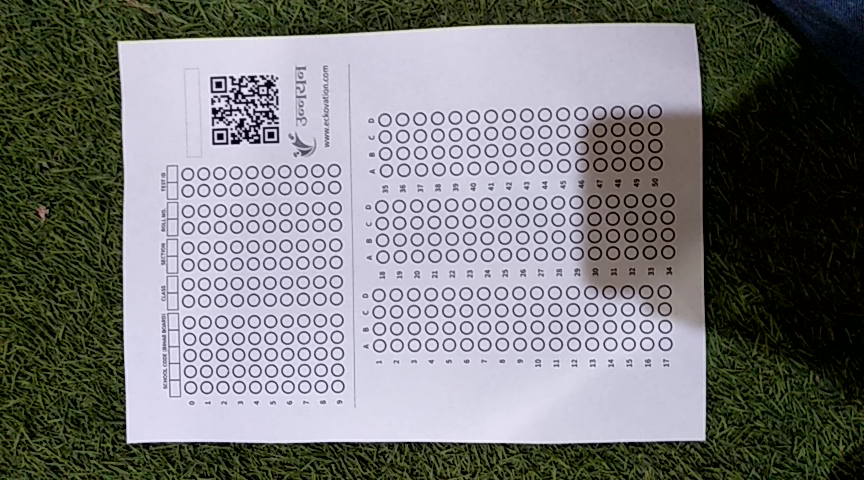 उन्नयन
www.eckovation.com
SCHOOL CODE (BIHAR BOARD) CLASS SECTION ROLL NO. TEST ID
0
1
2
3
4
5
6
7
8
9
A B C D A B C D A B C D
1 18 35
2 19 36
3 20 37
4 21 38
5 22 39
6 23 40
7 24 41
8 25 42
9 26 43
10 27 44
11 28 45
12 29 46
13 30 47
14 31 48
15 32 49
16 33 50
17 34